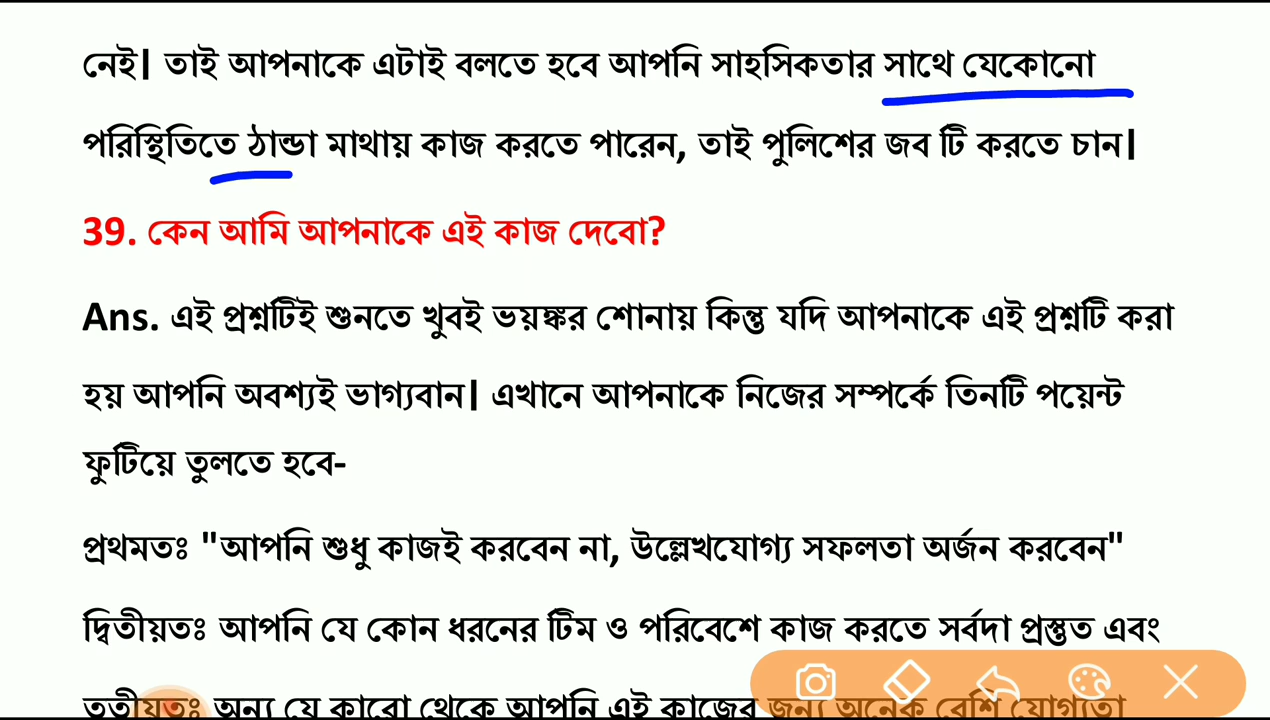 নেই। তাই আপনাকে এটাই বলতে হবে আপনি সাহসিকতার সাথে যেকোনো
পরিস্থিতিতে ঠান্ডা মাথায় কাজ করতে পারেন, তাই পুলিশের জব টি করতে চান।
39. কেন আমি আপনাকে এই কাজ দেবো?
Ans. এই প্রশ্নটিই শুনতে খুবই ভয়ঙ্কর শোনায় কিন্তু যদি আপনাকে এই প্রশ্নটি করা
হয় আপনি অবশ্যই ভাগ্যবান। এখানে আপনাকে নিজের সম্পর্কে তিনটি পয়েন্ট
ফুটিয়ে তুলতে হবে-
প্রথমতঃ "আপনি শুধু কাজই করবেন না, উল্লেখযোগ্য সফলতা অর্জন করবেন"
দ্বিতীয়তঃ আপনি যে কোন ধরনের টিম ও পরিবেশে কাজ করতে সর্বদা প্রস্তুত এবং
তৃতীয়তঃ অন্য যে কারো থেকে আপনি এই কাজের জন্য অনেক বেশি যোগ্যতা